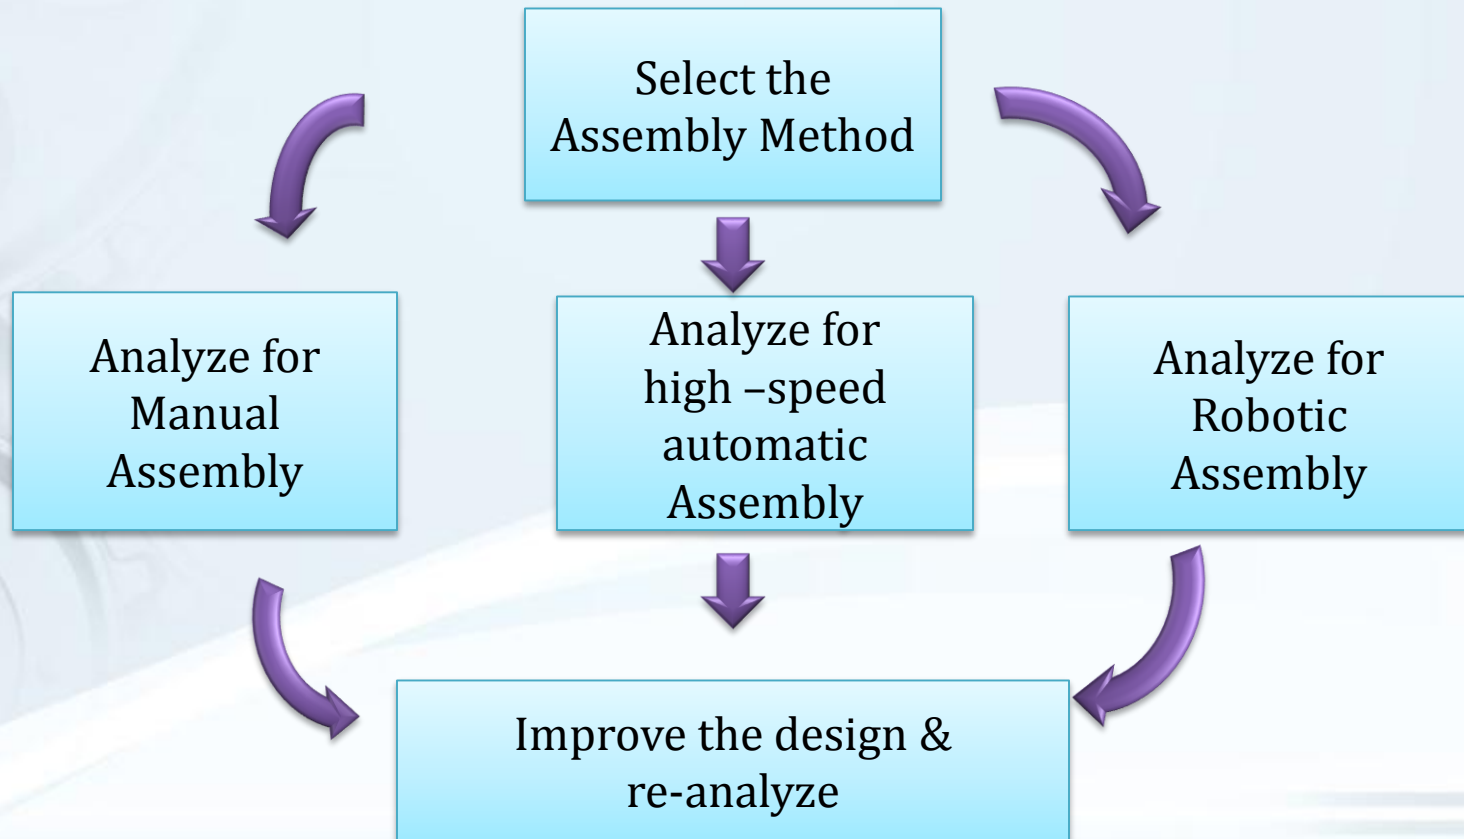 Select the
Assembly Method
Analyze for
Manual
Assembly
Analyze for
high –speed
automatic
Assembly
Analyze for
Robotic
Assembly
Improve the design &
re-analyze